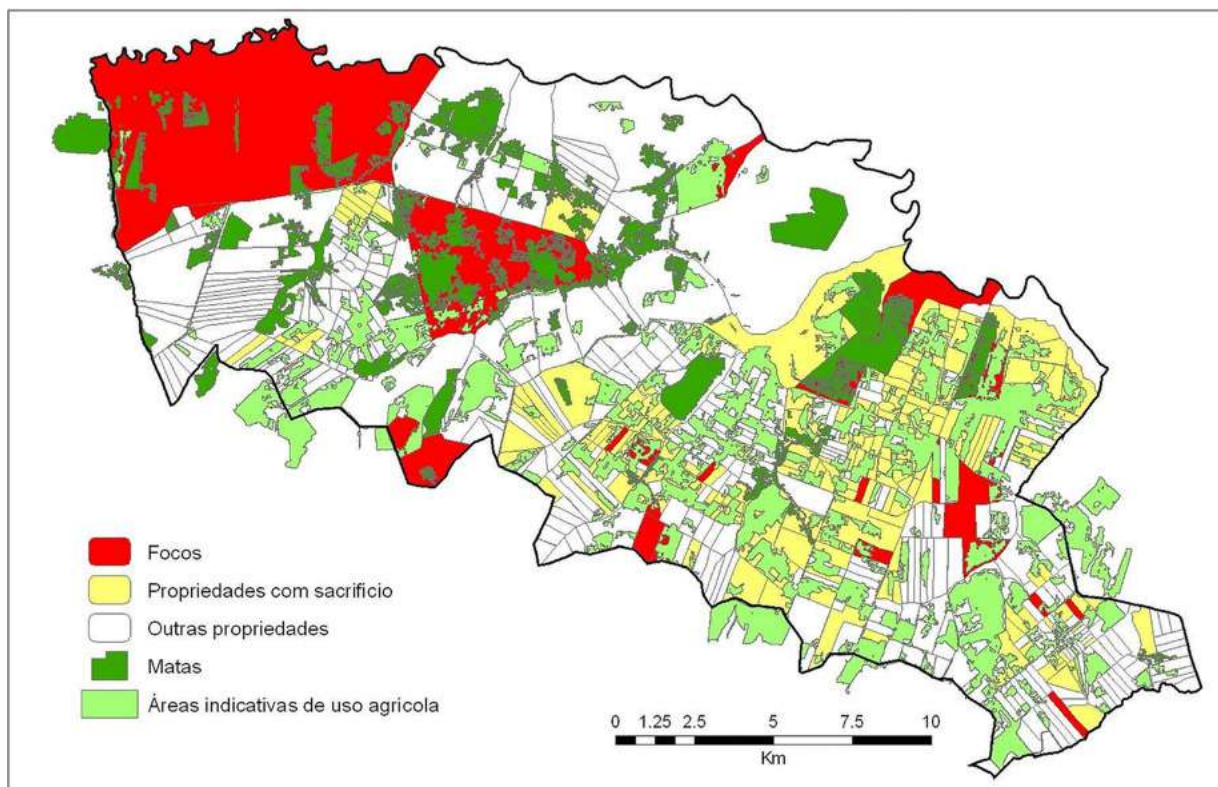 Focos
Propriedades com sacrificio
Outras propriedades
Matas
Áreas indicativas de uso agricola
0 1.25 2.5 5 7.5 10
Km